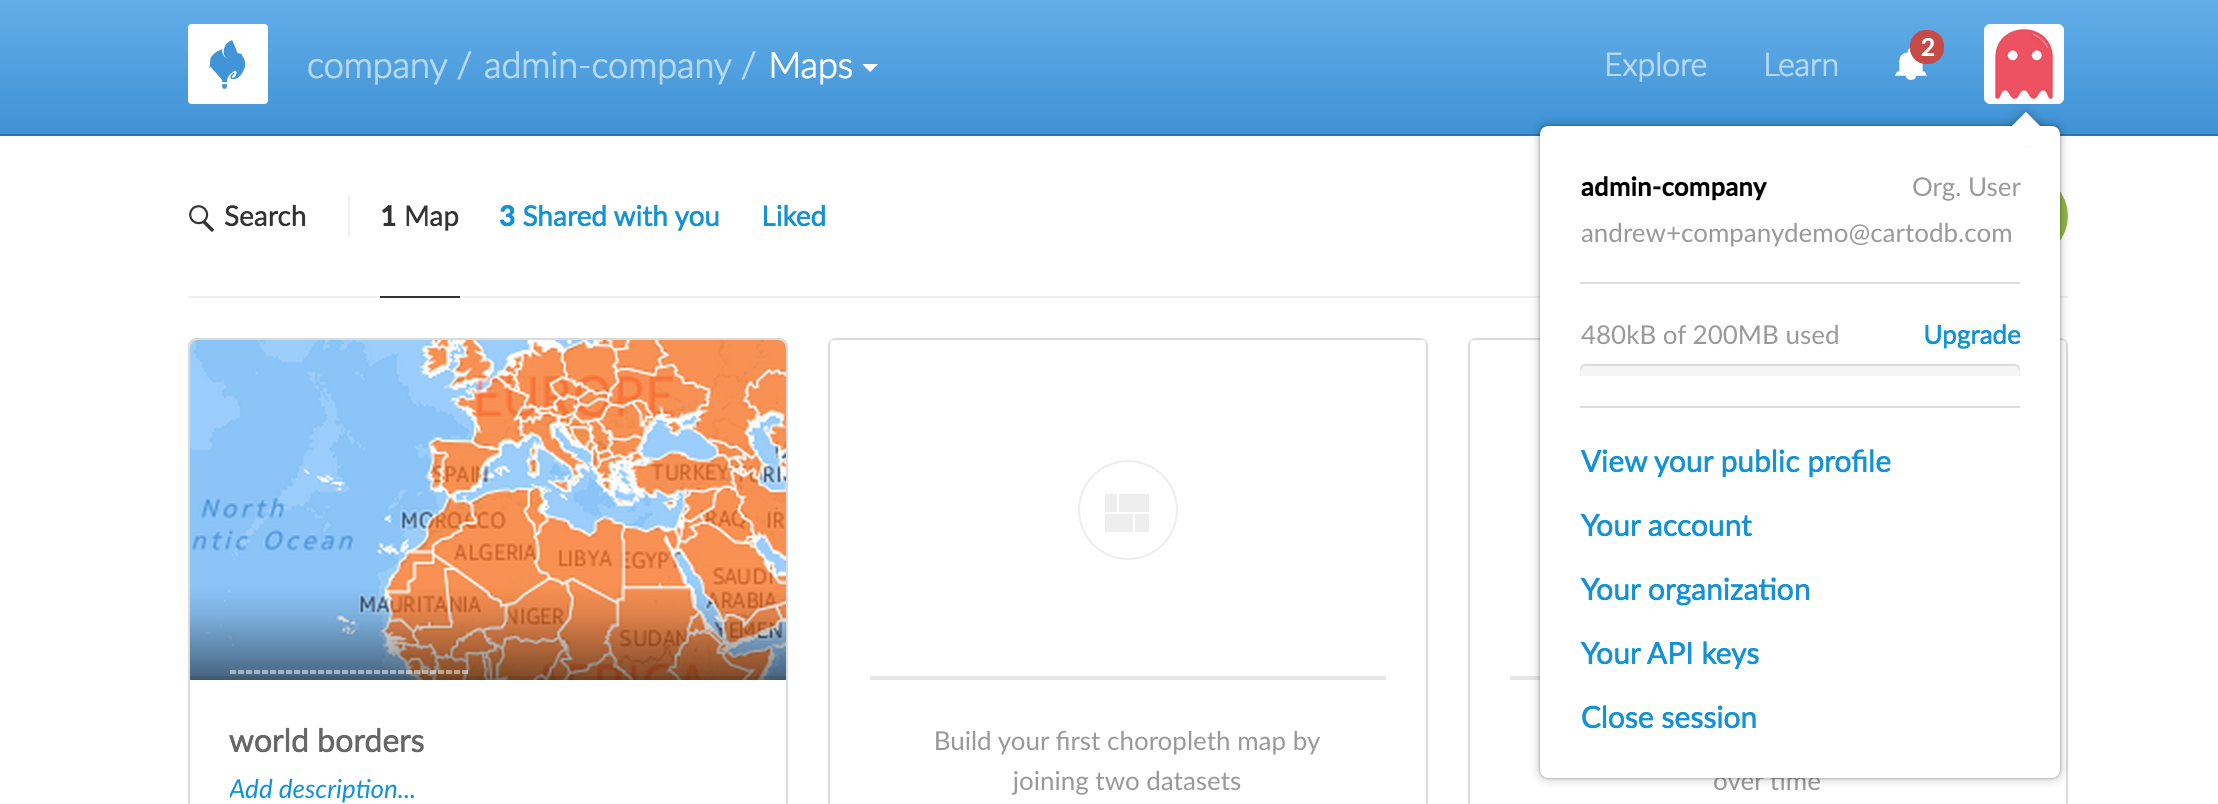 company / admin-company / Maps
Explore
Learn
2
Search
1 Map
3 Shared with you
Liked
admin-company
Org. User
andrew+companydemo@cartodb.com
480kB of 200MB used
Upgrade
View your public profile
Your account
Your organization
Your API keys
Close session
EUROPE
SPAIN
TURKEY
North
MOROCCO
IRAQ
IR
ntic Ocean
ALGERIA
LIBYA
EGYP
SAUDI
ARABIA
MAURITANIA
NIGER
SUDAN
YEMEN
AFRICA
world borders
Add description...
Build your first choropleth map by
joining two datasets
over time